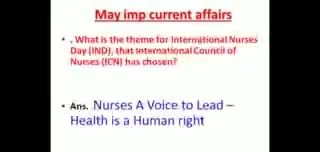 May imp current affairs
• . What is the theme for International Nurses
Day (IND), that International Council of
Nurses (ICN) has chosen?
• Ans. Nurses A Voice to Lead –
Health is a Human right